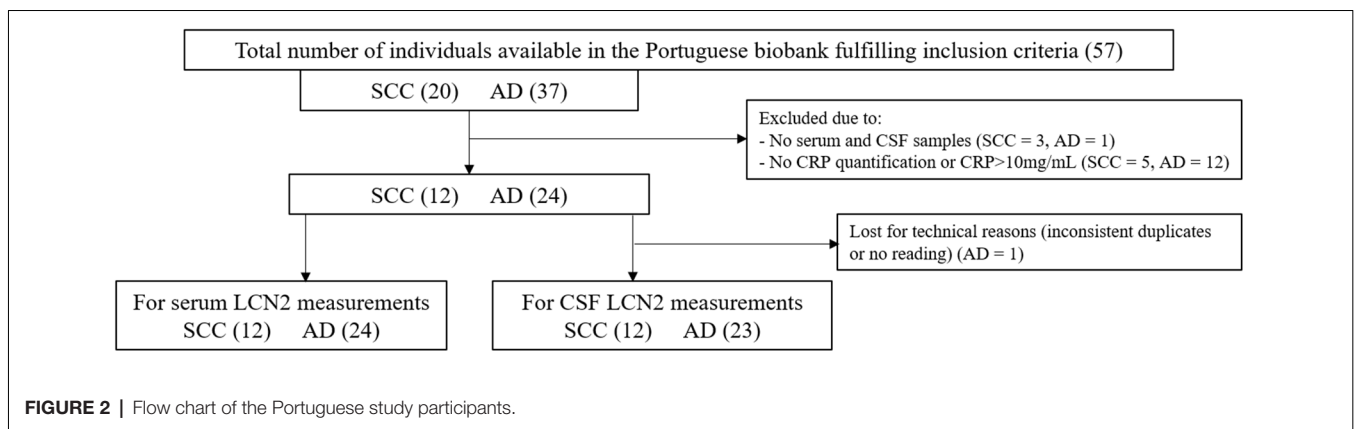 Total number of individuals available in the Portuguese biobank fulfilling inclusion criteria (57)
SCC (20) AD (37)
Excluded due to:
- No serum and CSF samples (SCC = 3, AD = 1)
- No CRP quantification or CRP>10mg/mL (SCC = 5, AD = 12)
SCC (12) AD (24)
Lost for technical reasons (inconsistent duplicates
or no reading) (AD = 1)
For serum LCN2 measurements
SCC (12) AD (24)
For CSF LCN2 measurements
SCC (12) AD (23)
FIGURE 2 | Flow chart of the Portuguese study participants.